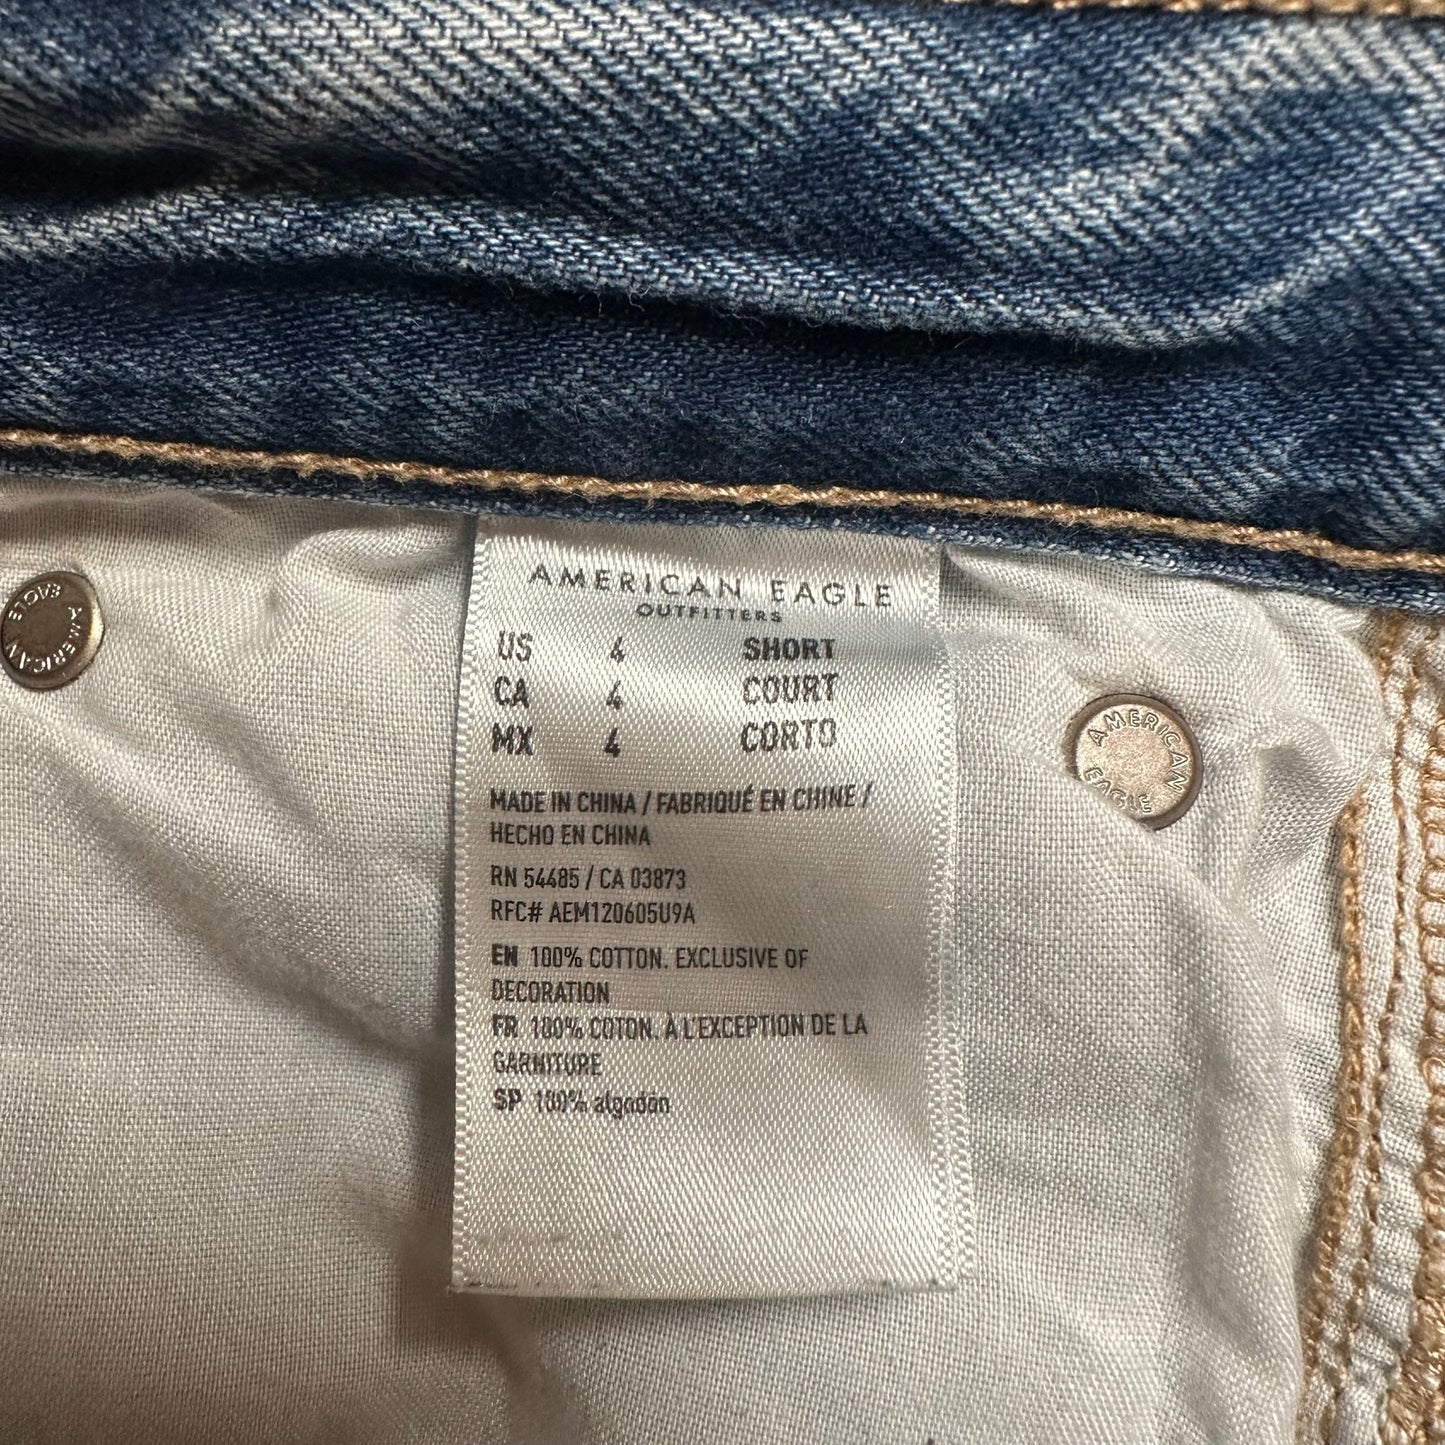 AMERICAN EAGLE
OUTFITTERS
US 4 SHORT
CA 4 COURT
MX 4 CORTO
MADE IN CHINA / FABRIQUÉ EN CHINE /
HECHO EN CHINA
RN 54485 / CA 03873
RFC# AEM120605U9A
EN 100% COTTON. EXCLUSIVE OF
DECORATION
FR 100% COTON. À L'EXCEPTION DE LA
GARNITURE
SP 100% algodón
AMERICAN
EAGLE
AMERICAN
EAGLE